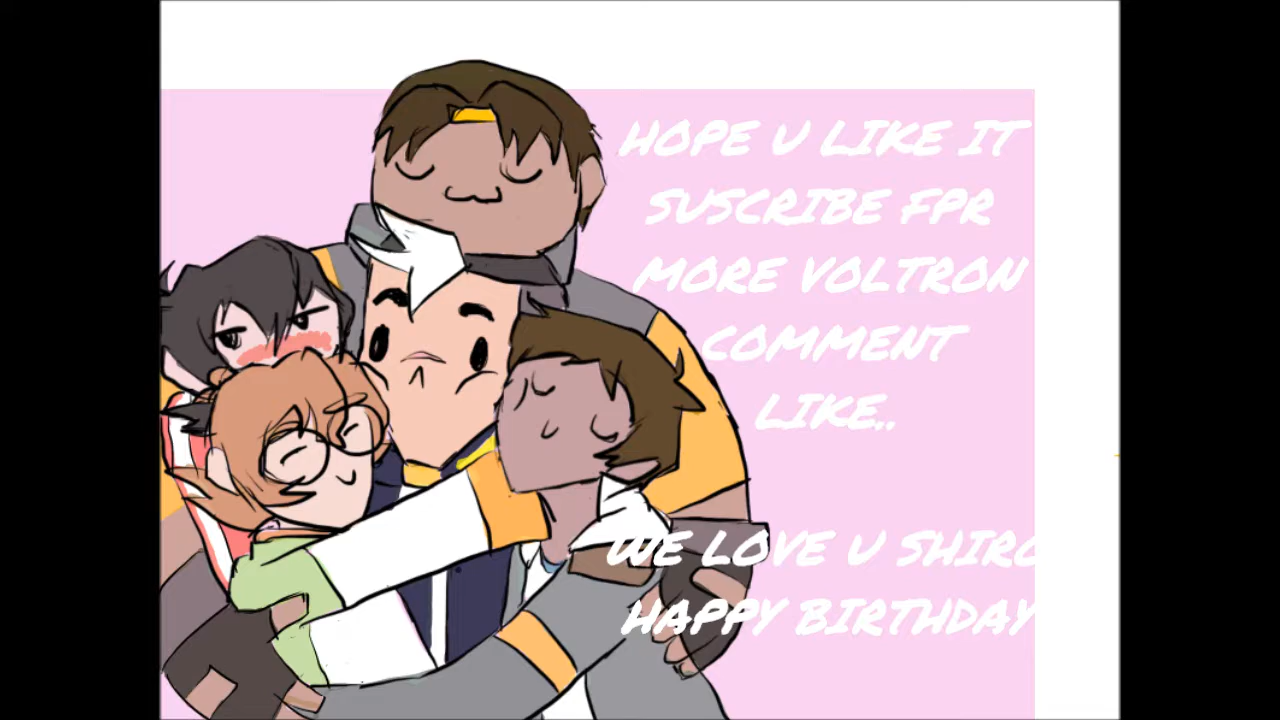 HOPE U LIKE IT
SUSCRIBE FPR
MORE VOLTRON
COMMENT
LIKE..
WE LOVE U SHIRO
HAPPY BIRTHDAY